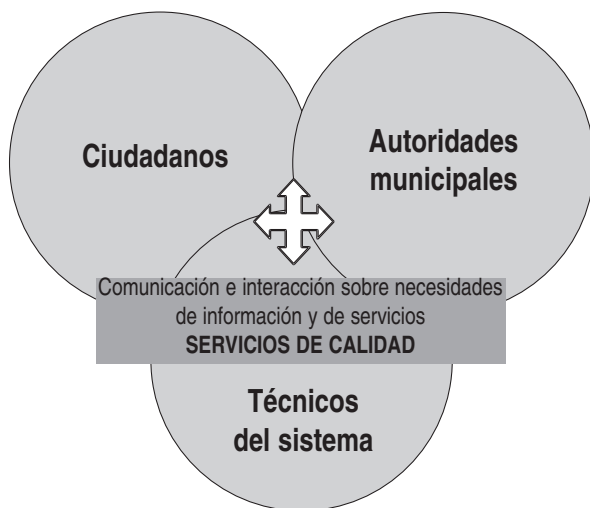 Ciudadanos
Autoridades
municipales
Comunicación e interacción sobre necesidades
de información y de servicios
SERVICIOS DE CALIDAD
Técnicos
del sistema